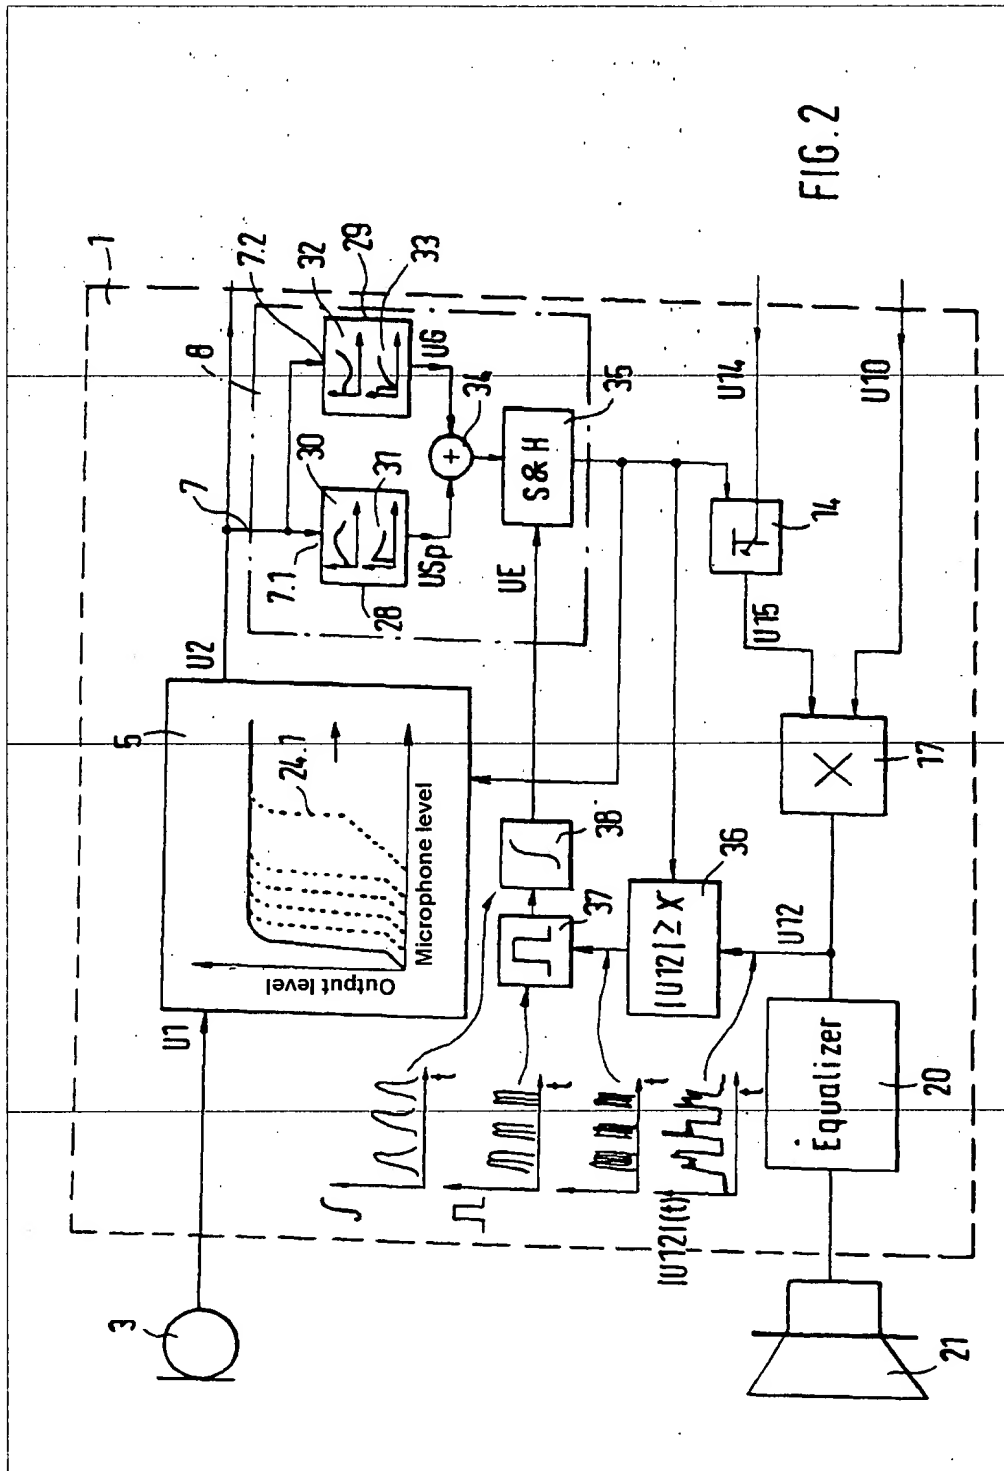 1
3
U1
5
U2
7
8
Output level
Microphone level
24.1
7.1
7.2
30
31
28
USp
32
29
33
UG
+
34
S&H
35
UE
38
37
36
|U12| ≥ X
∫
t
t
t
|U12|(t)
t
U12
Equalizer
20
21
X
17
U15
14
U14
U10
FIG. 2